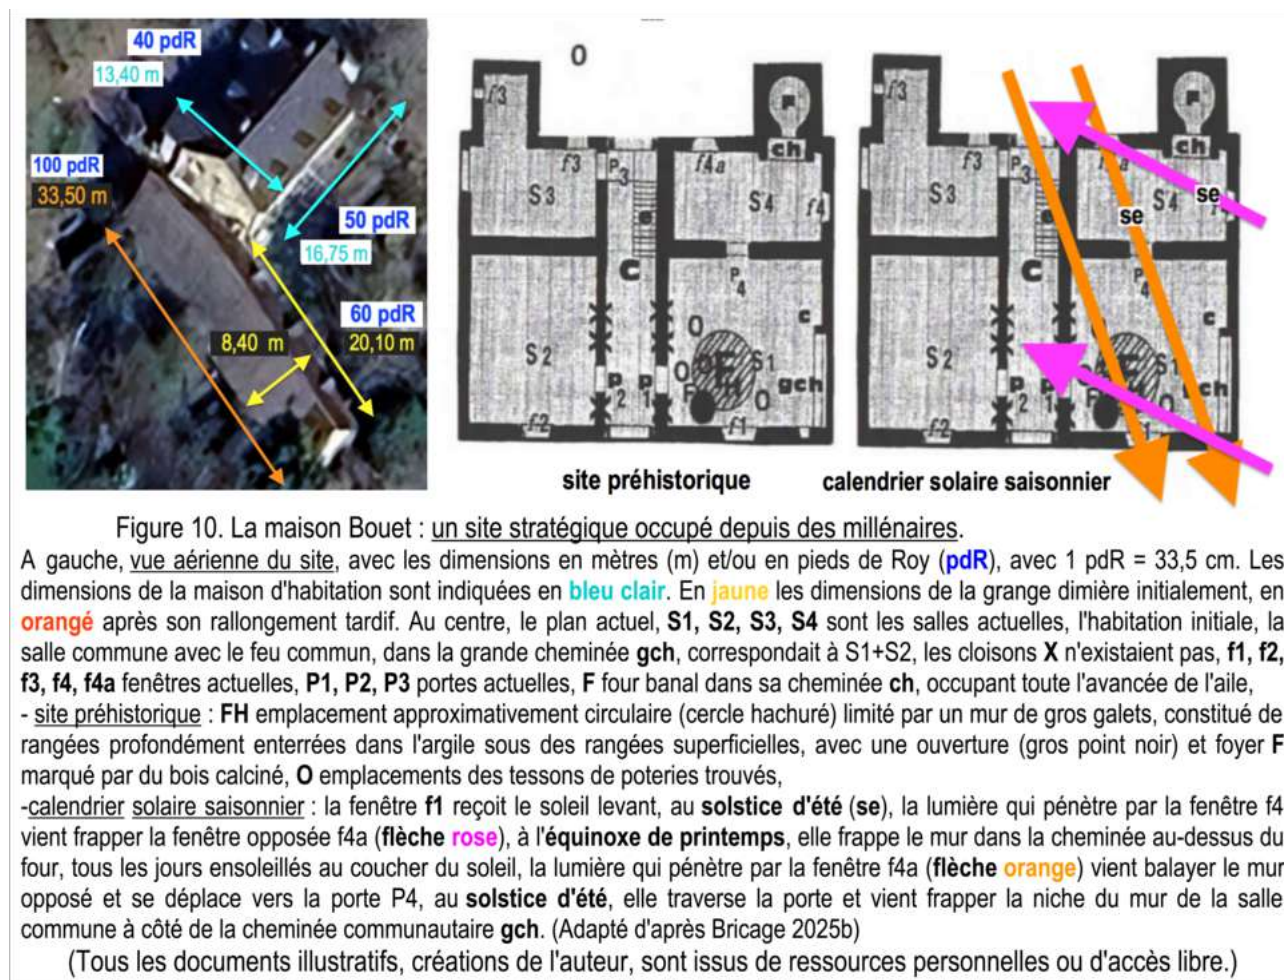 40 pdR
13,40 m
100 pdR
33,50 m
50 pdR
16,75 m
60 pdR
8,40 m
20,10 m
O
f3
F
ch
f3
P3
f4a
S3
e
S4
f4
C
P4
c
O
S2
S1
O
gch
F
O
P2
P1
f2
f1
site préhistorique
f3
F
ch
f3
P3
S3
e
se
S4
se
C
P4
c
S2
S1
O
P2
P1
f2
calendrier solaire saisonnier
Figure 10. La maison Bouet : un site stratégique occupé depuis des millénaires.
A gauche, vue aérienne du site, avec les dimensions en mètres (m) et/ou en pieds de Roy (pdR), avec 1 pdR = 33,5 cm. Les
dimensions de la maison d'habitation sont indiquées en bleu clair. En jaune les dimensions de la grange dimière initialement, en
orangé après son rallongement tardif. Au centre, le plan actuel, S1, S2, S3, S4 sont les salles actuelles, l'habitation initiale, la
salle commune avec le feu commun, dans la grande cheminée gch, correspondait à S1+S2, les cloisons X n'existaient pas, f1, f2,
f3, f4, f4a fenêtres actuelles, P1, P2, P3 portes actuelles, F four banal dans sa cheminée ch, occupant toute l'avancée de l'aile,
- site préhistorique : FH emplacement approximativement circulaire (cercle hachuré) limité par un mur de gros galets, constitué de
rangées profondément enterrées dans l'argile sous des rangées superficielles, avec une ouverture (gros point noir) et foyer F
marqué par du bois calciné, O emplacements des tessons de poteries trouvés,
-calendrier solaire saisonnier : la fenêtre f1 reçoit le soleil levant, au solstice d'été (se), la lumière qui pénètre par la fenêtre f4
vient frapper la fenêtre opposée f4a (flèche rose), à l'équinoxe de printemps, elle frappe le mur dans la cheminée au-dessus du
four, tous les jours ensoleillés au coucher du soleil, la lumière qui pénètre par la fenêtre f4a (flèche orange) vient balayer le mur
opposé et se déplace vers la porte P4, au solstice d'été, elle traverse la porte et vient frapper la niche du mur de la salle
commune à côté de la cheminée communautaire gch. (Adapté d'après Bricage 2025b)
(Tous les documents illustratifs, créations de l'auteur, sont issus de ressources personnelles ou d'accès libre.)